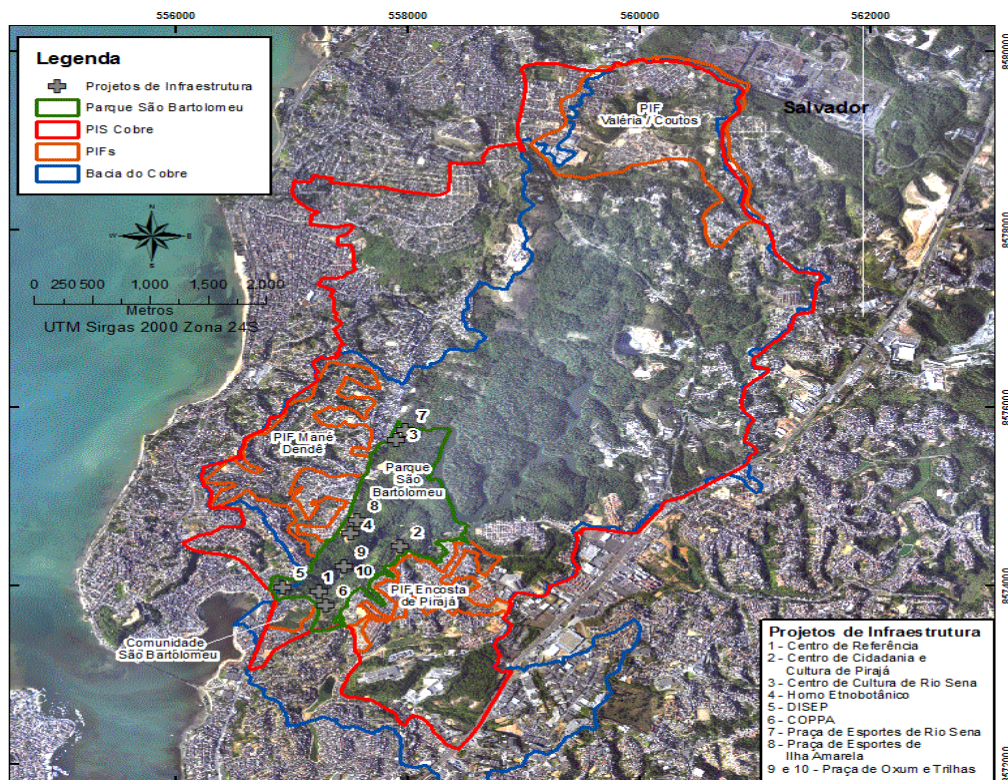 556000 558000 560000 562000
8580000
8578000
8576000
8574000
Legenda
Projetos de Infraestrutura
Parque São Bartolomeu
PIS Cobre
PIFs
Bacia do Cobre
N
W E
S
0 250 500 1,000 1,500 2,000
Metros
UTM Sirgas 2000 Zona 24S
PIF
Valéria / Coutos
Salvador
PIF Mané
Dendê
7
3
Parque
São
Bartolomeu
8
4
2
9
10
5
1
6
PIF Encosta
de Pirajá
Comunidade
São Bartolomeu
Projetos de Infraestrutura
1 - Centro de Referência
2 - Centro de Cidadania e
Cultura de Pirajá
3 - Centro de Cultura de Rio Sena
4 - Horno Etnobotânico
5 - DISEP
6 - COPPA
7 - Praça de Esportes de Rio Sena
8 - Praça de Esportes de
Ilha Amarela
9 e 10 - Praça de Oxum e Trilhas